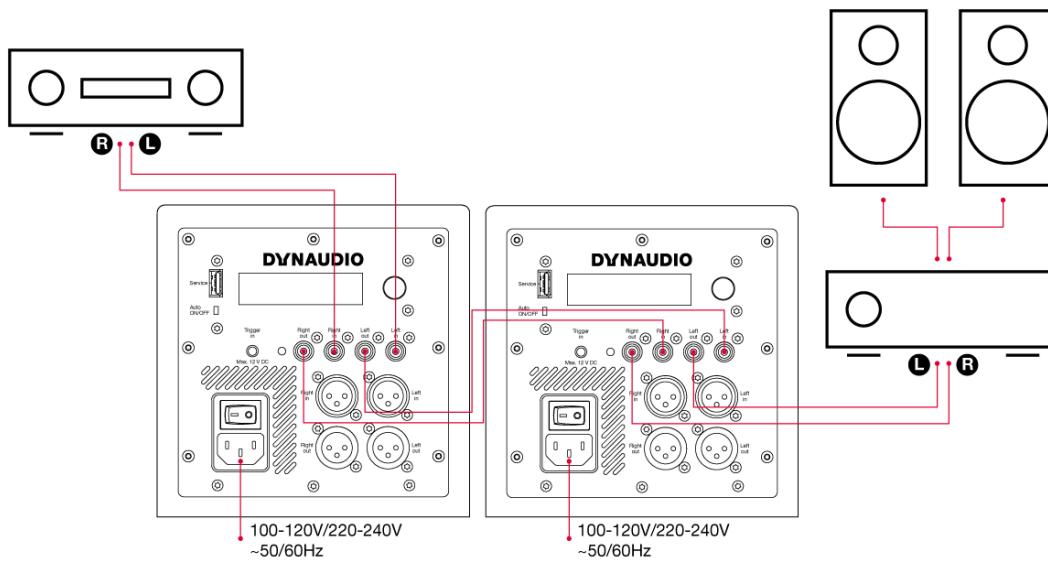 R L
DYNAUDIO
Service
Auto
ON/OFF
Trigger
in
Right
out
Right
in
Left
out
Left
in
Max. 12 V DC
Right
in
Left
in
Right
out
Left
out
100-120V/220-240V
~50/60Hz
DYNAUDIO
Service
Auto
ON/OFF
Trigger
in
Right
out
Right
in
Left
out
Left
in
Max. 12 V DC
Right
in
Left
in
Right
out
Left
out
100-120V/220-240V
~50/60Hz
L R